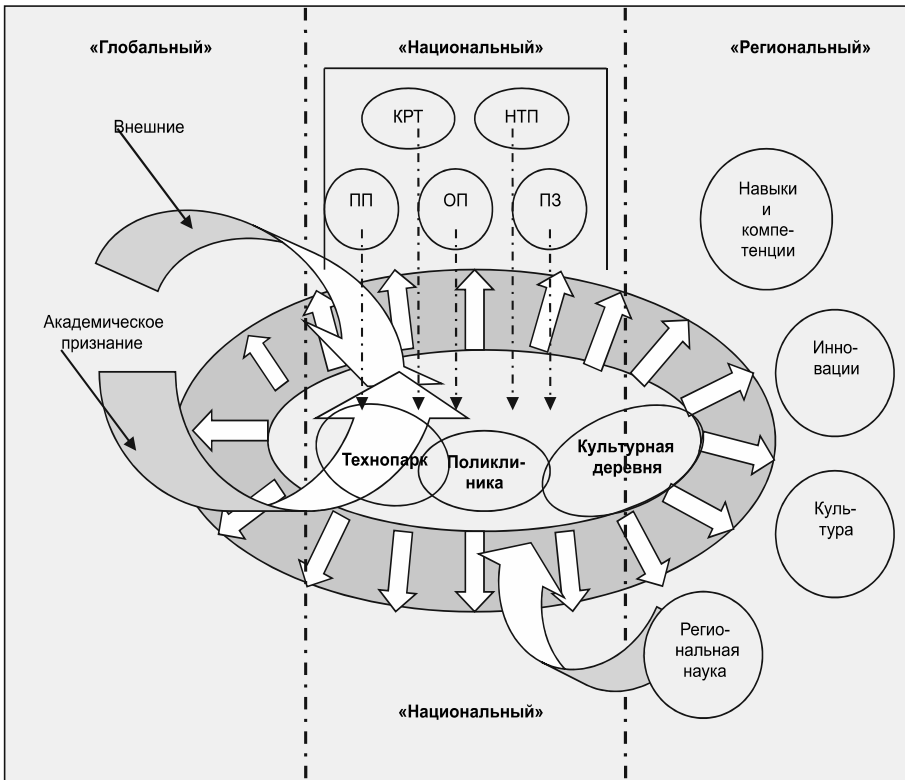 «Глобальный»
«Национальный»
«Региональный»
Внешние
КРТ
НТП
ПП
ОП
ПЗ
Навыки
и
компе-
тенции
Академическое
признание
Инно-
вации
Технопарк
Поликли-
ника
Культурная
деревня
Куль-
тура
Регио-
нальная
наука
«Национальный»